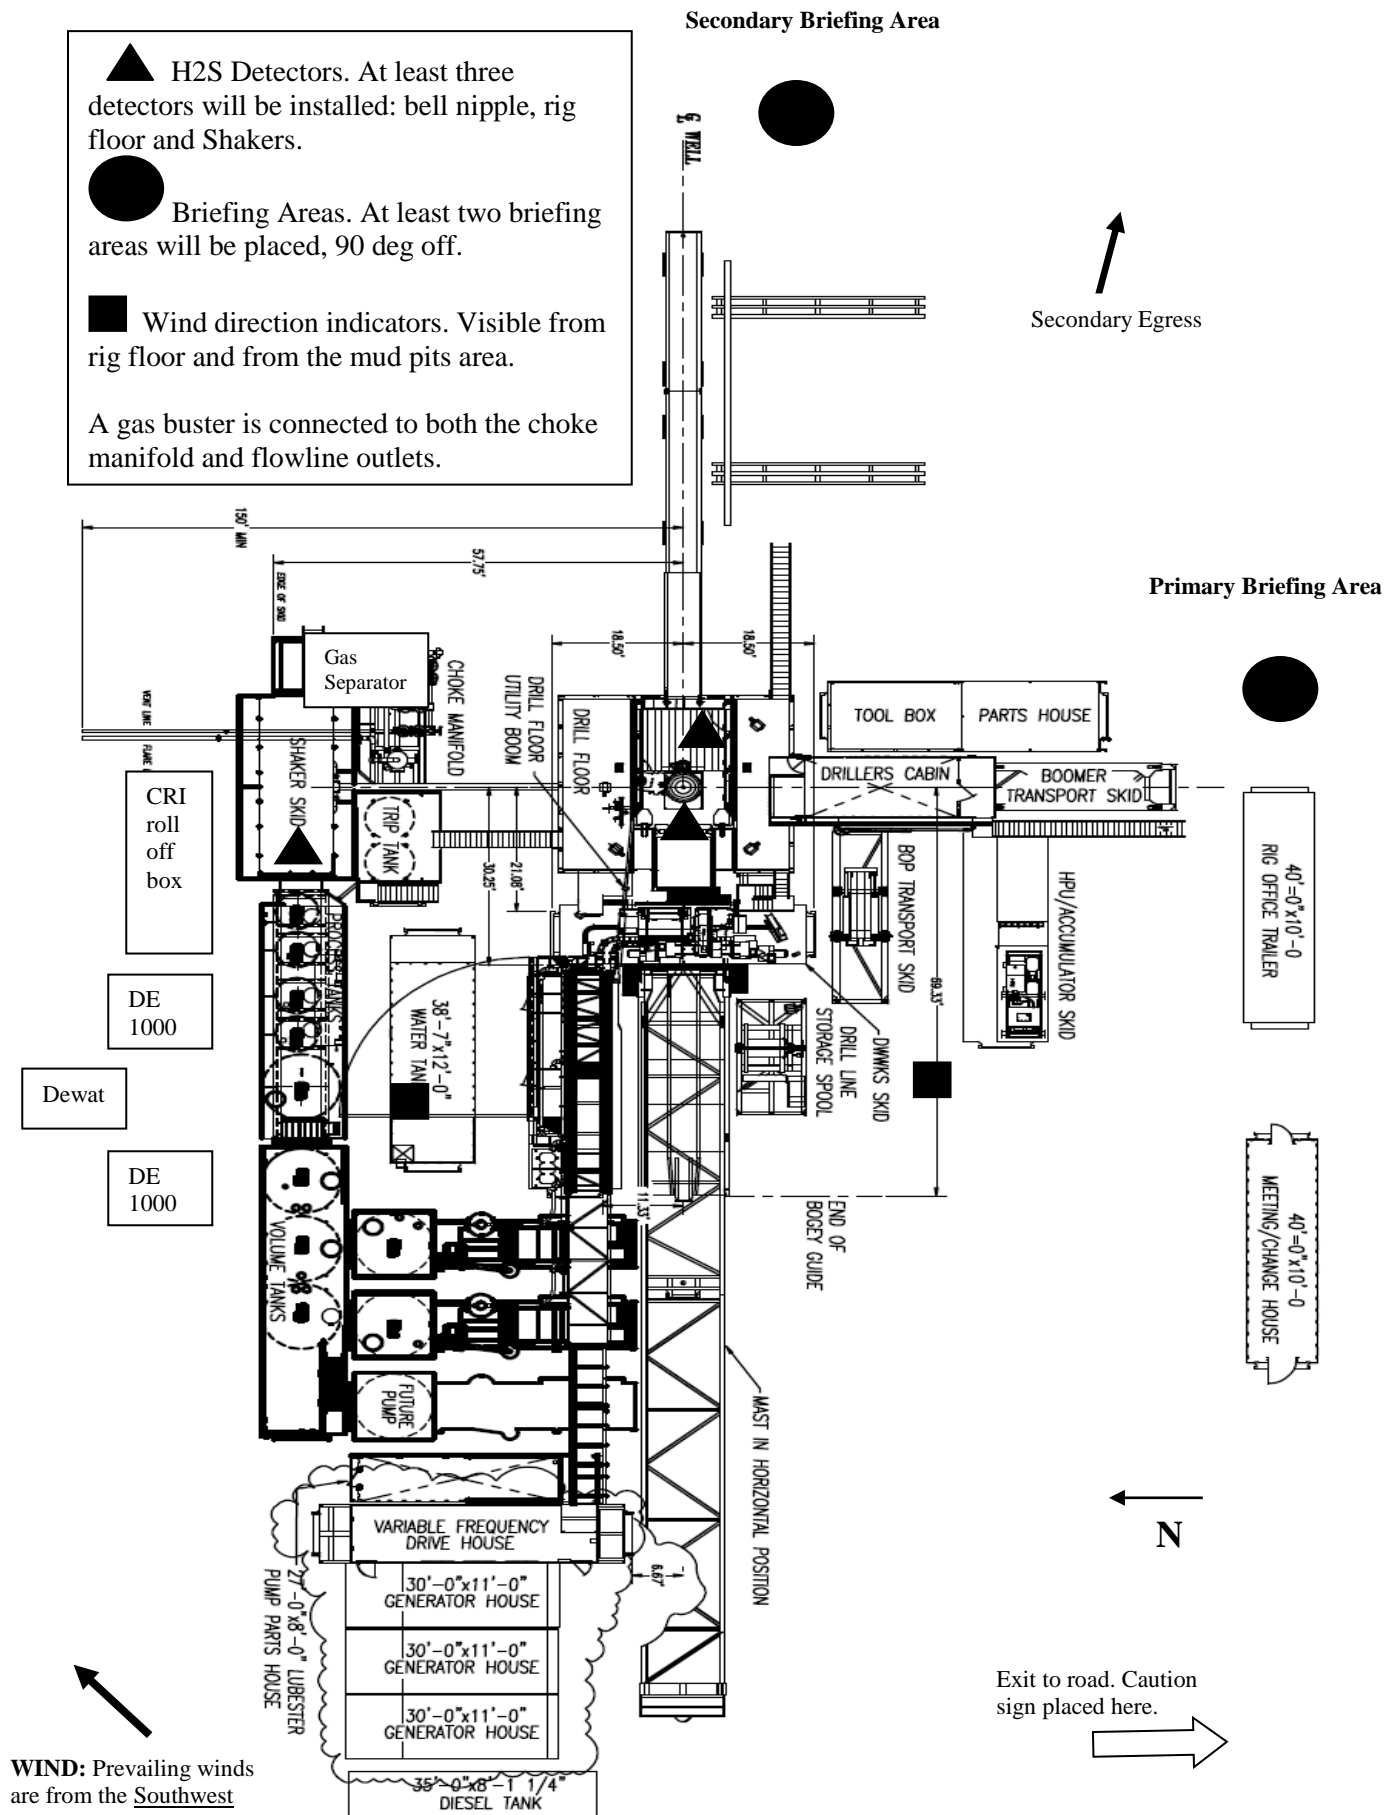 Secondary Briefing Area
H2S Detectors. At least three
detectors will be installed: bell nipple, rig
floor and Shakers.
Briefing Areas. At least two briefing
areas will be placed, 90 deg off.
Wind direction indicators. Visible from
rig floor and from the mud pits area.
A gas buster is connected to both the choke
manifold and flowline outlets.
℄ WELL
Secondary Egress
150' MIN
57.75'
EDGE OF SKID
Primary Briefing Area
18.50'
18.50'
Gas
Separator
CHOKE MANIFOLD
DRILL FLOOR
UTILITY BOOM
DRILL FLOOR
TOOL BOX
PARTS HOUSE
VENT LINE
FLARE
SHAKER SKID
DRILLERS CABIN
BOOMER
TRANSPORT SKID
CRI
roll
off
box
TRIP TANK
30.25'
21.08'
BOP TRANSPORT SKID
HPU/ACCUMULATOR SKID
40'=0"x10'-0
RIG OFFICE TRAILER
PROCESS TANKS
DE
1000
38'-7"x12'-0"
WATER TANK
69.33'
DRILL LINE
STORAGE SPOOL
DWWKS SKID
Dewat
DE
1000
11.33'
END OF
BOGEY GUIDE
40'=0"x10'-0
MEETING/CHANGE HOUSE
VOLUME TANKS
FUTURE
PUMP
MAST IN HORIZONTAL POSITION
N
VARIABLE FREQUENCY
DRIVE HOUSE
6.67'
27'-0"x8'-0" LUBESTER
PUMP PARTS HOUSE
30'-0"x11'-0"
GENERATOR HOUSE
30'-0"x11'-0"
GENERATOR HOUSE
30'-0"x11'-0"
GENERATOR HOUSE
Exit to road. Caution
sign placed here.
WIND: Prevailing winds
are from the Southwest
35'-0"x8'-1 1/4"
DIESEL TANK